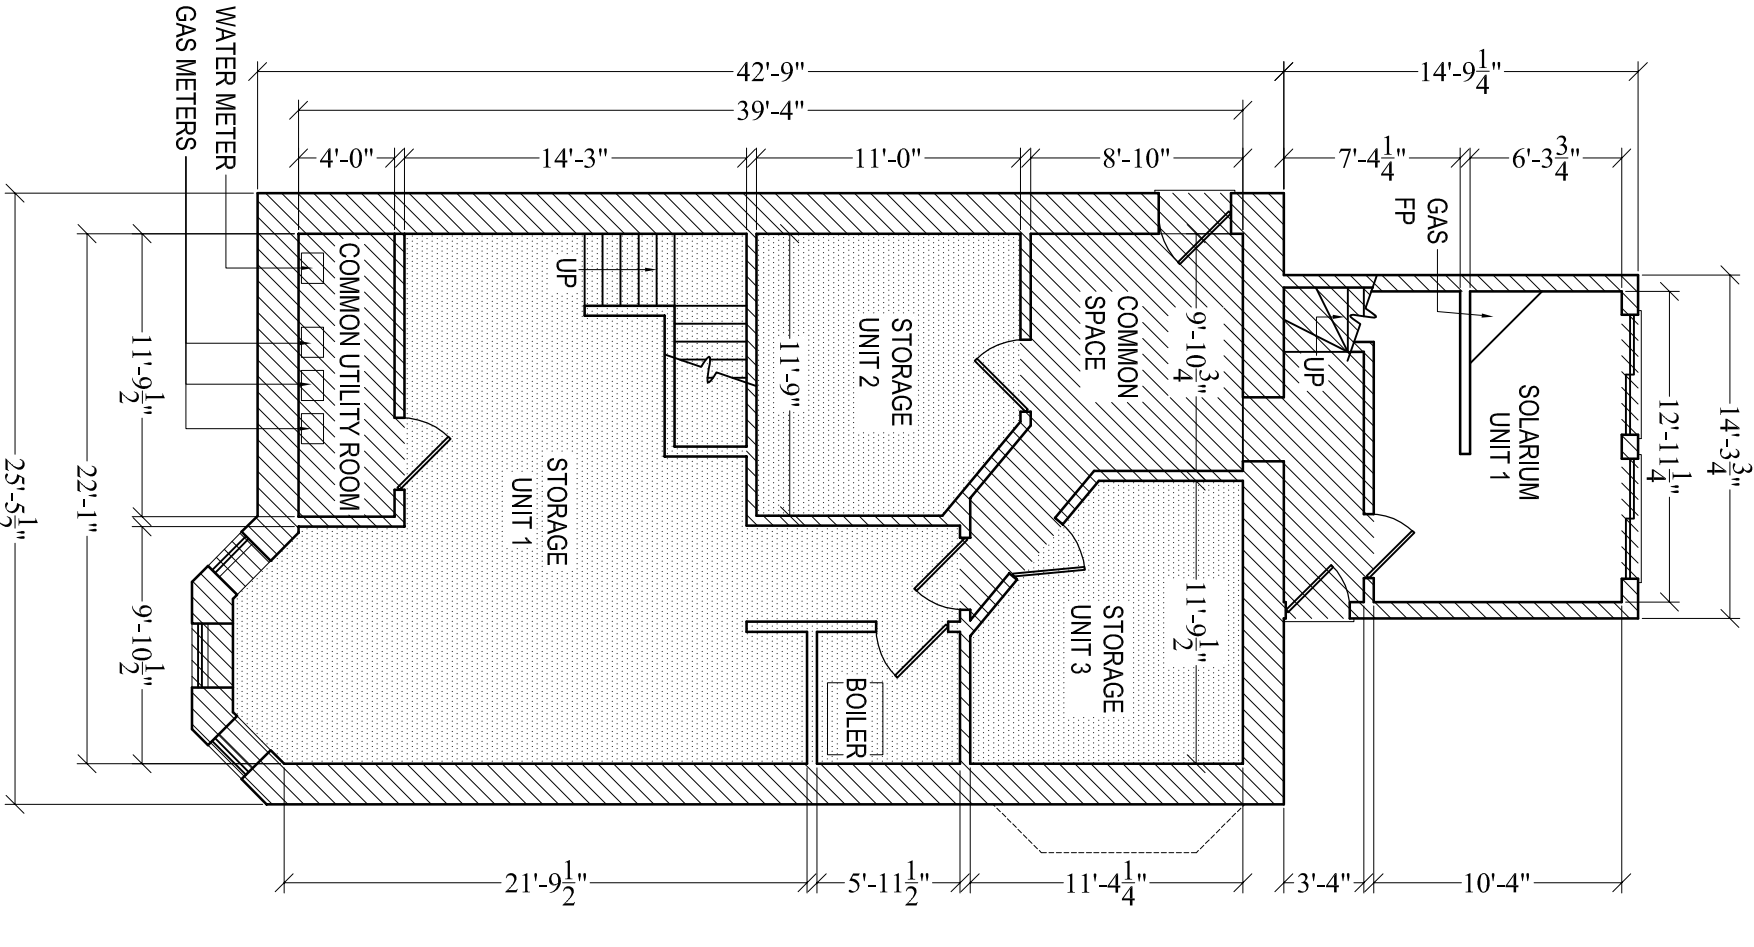 WATER METER
GAS METERS
42'-9"
14'-9 1/4"
39'-4"
4'-0"
14'-3"
11'-0"
8'-10"
7'-4 1/4"
6'-3 3/4"
GAS
FP
COMMON UTILITY ROOM
UP
STORAGE
UNIT 2
11'-9"
COMMON
SPACE
9'-10 3/4"
UP
SOLARIUM
UNIT 1
12'-11 1/4"
14'-3 3/4"
11'-9 1/2"
22'-1"
25'-5 1/2"
9'-10 1/2"
STORAGE
UNIT 1
BOILER
STORAGE
UNIT 3
11'-9 1/2"
21'-9 1/2"
5'-11 1/2"
11'-4 1/4"
3'-4"
10'-4"